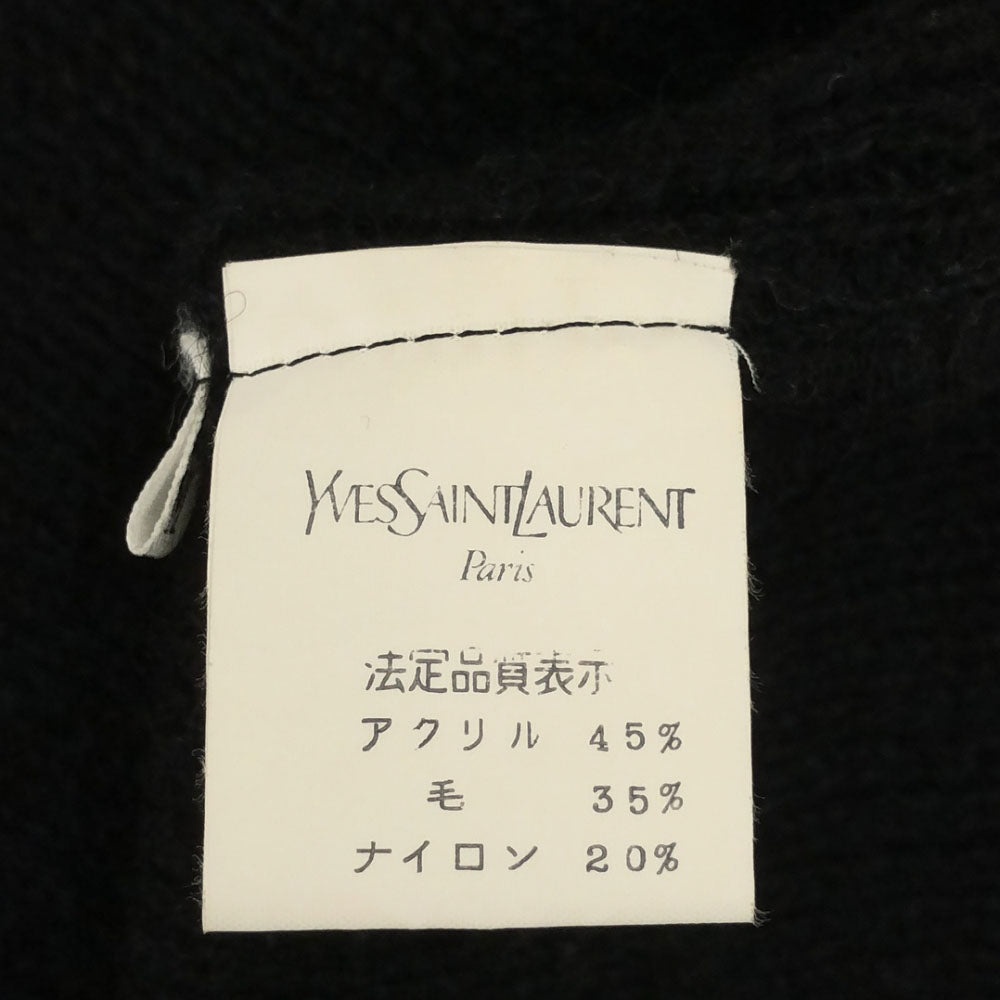 YVESSAINTLAURENT
Paris
法定品質表示
アクリル 45%
毛 35%
ナイロン 20%